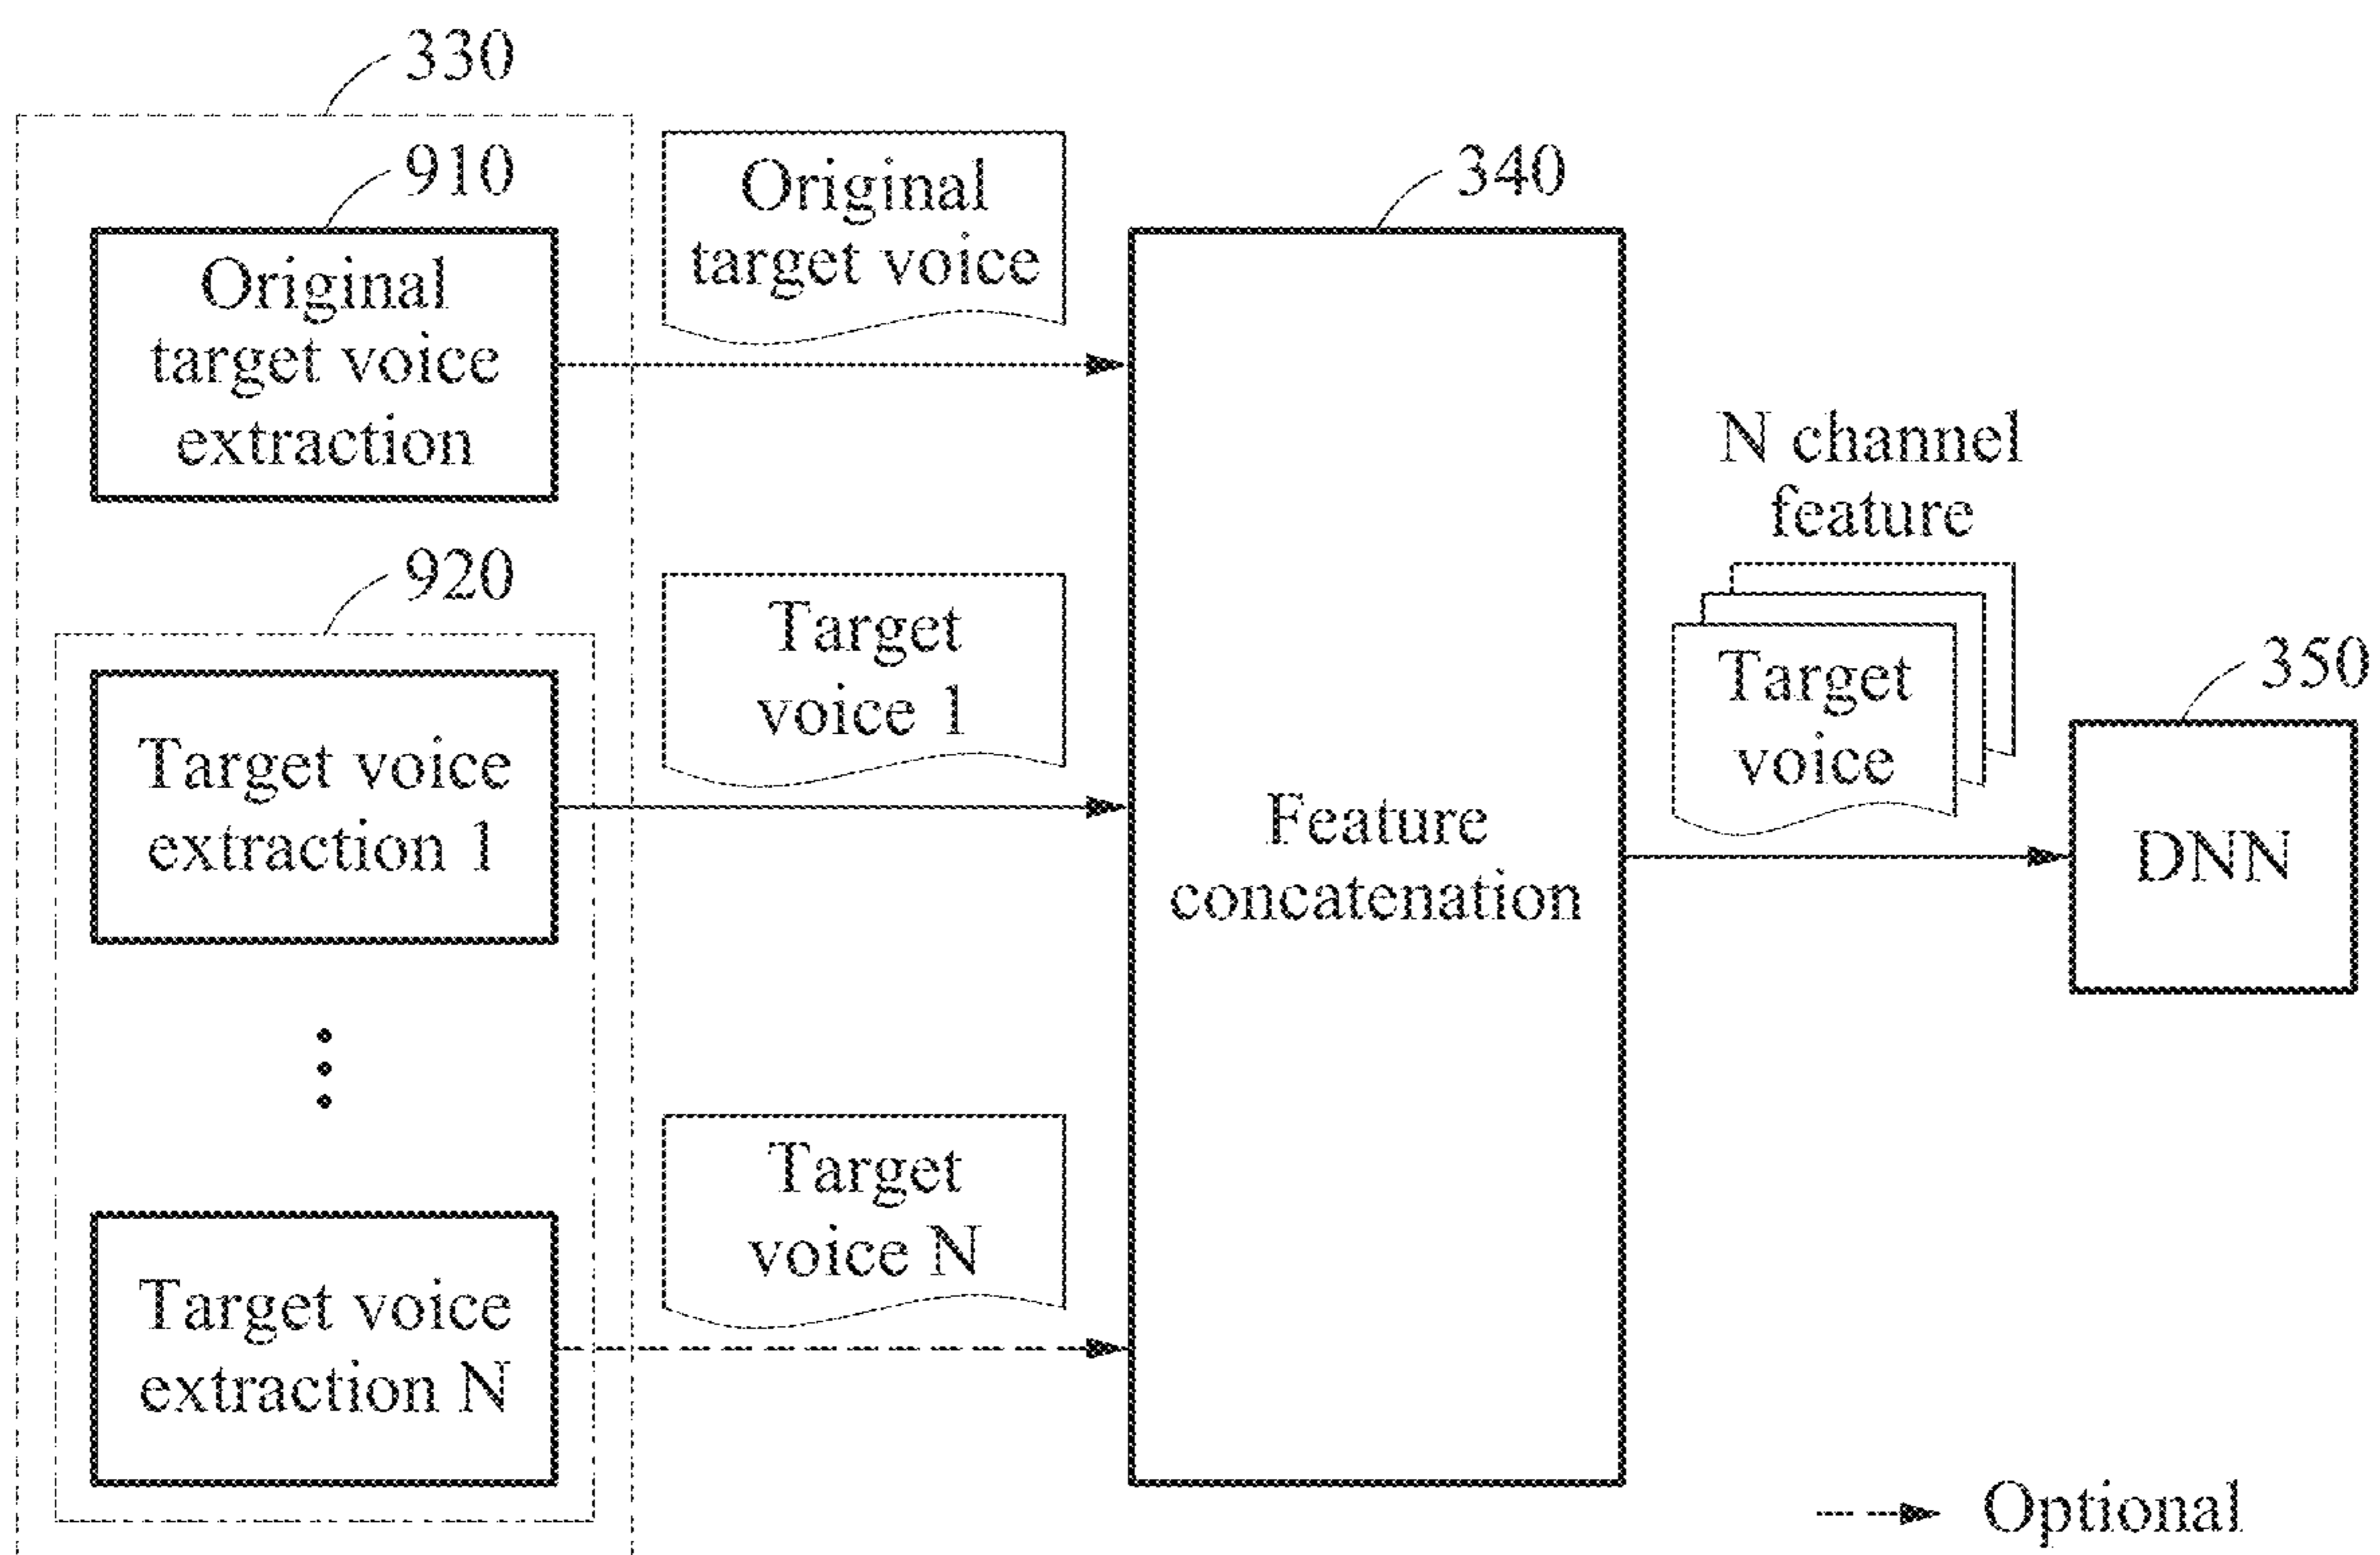 330
910
Original
target voice
extraction
Original
target voice
340
920
Target voice
extraction 1
Target
voice 1
Target voice
extraction N
Target
voice N
Feature
concatenation
N channel
feature
Target
voice
350
DNN
Optional